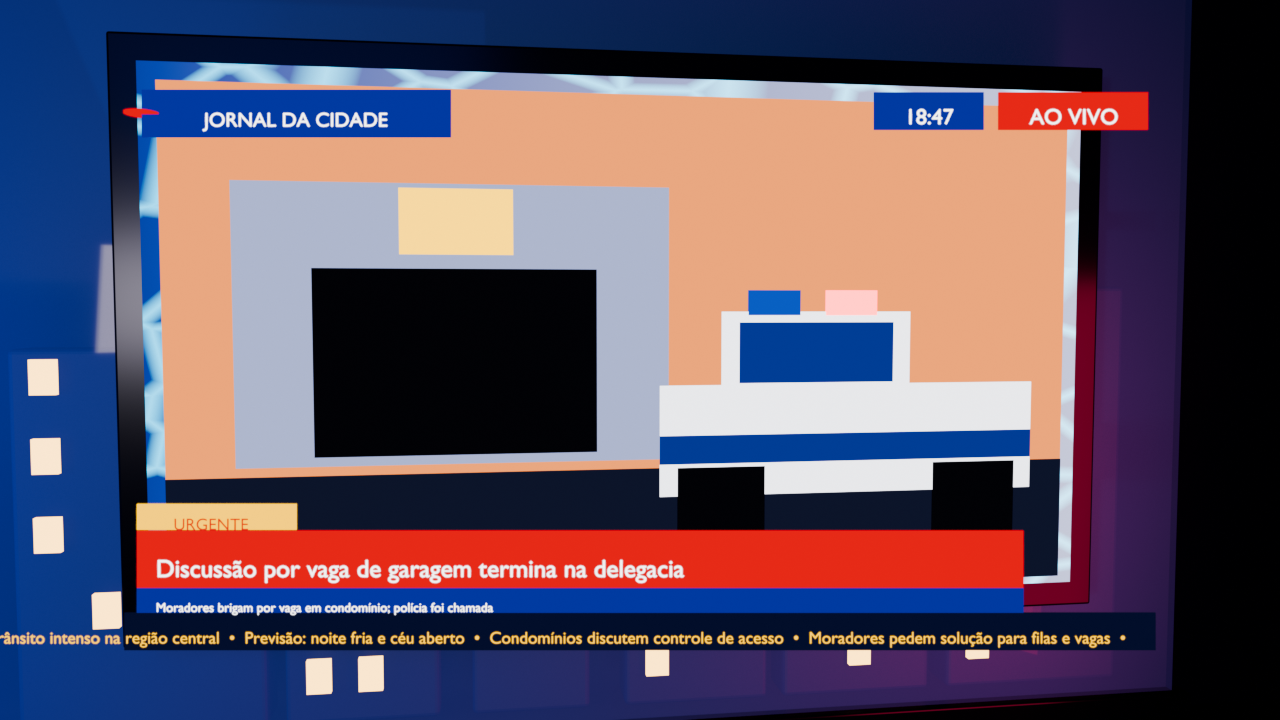 JORNAL DA CIDADE
18:47
AO VIVO
URGENTE
Discussão por vaga de garagem termina na delegacia
Moradores brigam por vaga em condomínio; polícia foi chamada
rânsito intenso na região central • Previsão: noite fria e céu aberto • Condomínios discutem controle de acesso • Moradores pedem solução para filas e vagas •